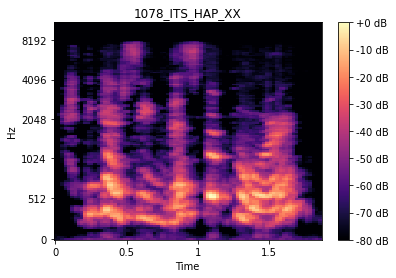 1078_ITS_HAP_XX
+0 dB
8192
-10 dB
4096
-20 dB
-30 dB
2048
-40 dB
Hz
1024
-50 dB
512
-60 dB
-70 dB
0
-80 dB
0 0.5 1 1.5
Time